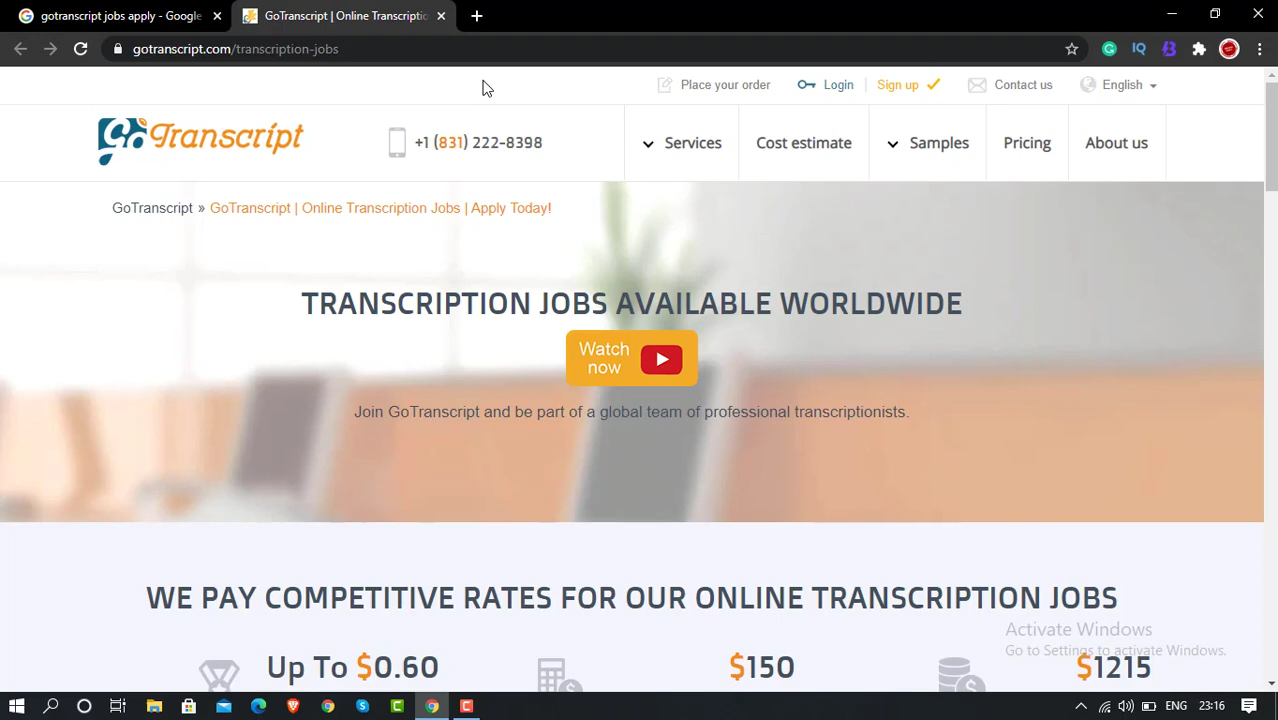 gotranscript jobs apply - Google
GoTranscript | Online Transcriptio
gotranscript.com/transcription-jobs
Place your order
Login
Sign up
Contact us
English
GoTranscript
+1 (831) 222-8398
Services
Cost estimate
Samples
Pricing
About us
GoTranscript » GoTranscript | Online Transcription Jobs | Apply Today!
TRANSCRIPTION JOBS AVAILABLE WORLDWIDE
Watch
now
Join GoTranscript and be part of a global team of professional transcriptionists.
WE PAY COMPETITIVE RATES FOR OUR ONLINE TRANSCRIPTION JOBS
Activate Windows
Go to Settings to activate Windows.
Up To $0.60
$150
$1215
ENG
23:16